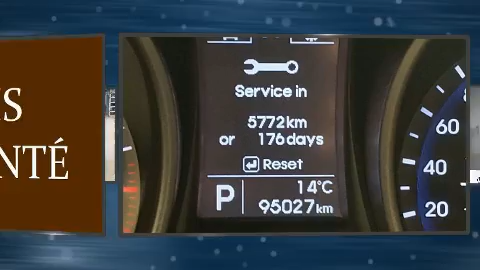 S
NTÉ
Service in
5772km
or 176days
Reset
P
14°C
95027km
60
40
20